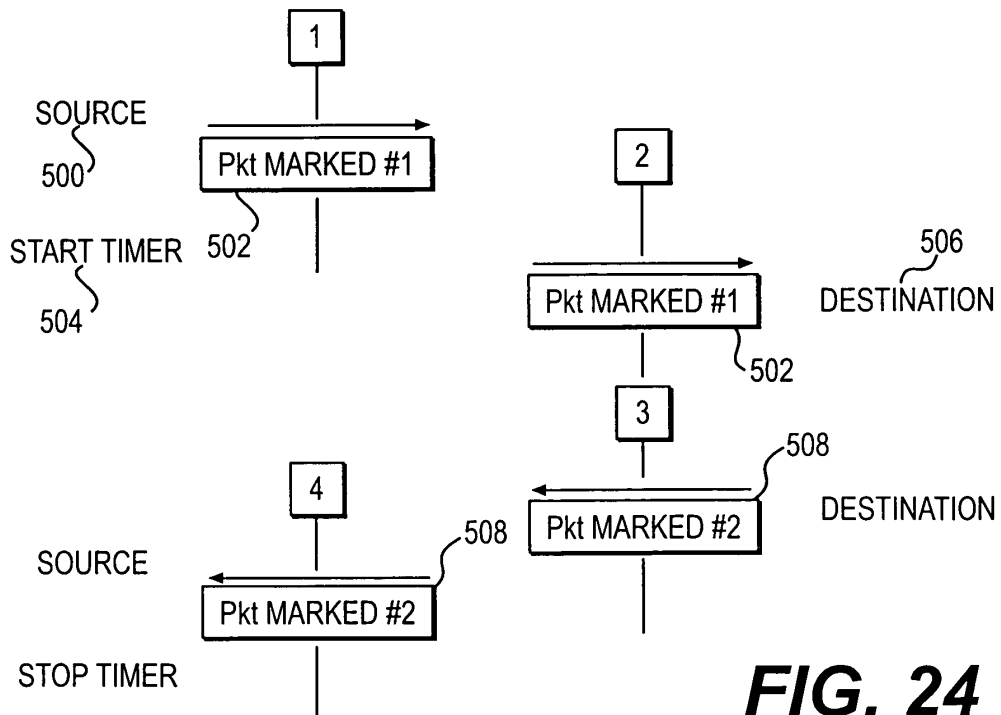 1
SOURCE
500
Pkt MARKED #1
502
START TIMER
504
2
506
Pkt MARKED #1
DESTINATION
502
3
508
Pkt MARKED #2
DESTINATION
4
508
SOURCE
Pkt MARKED #2
STOP TIMER
FIG. 24